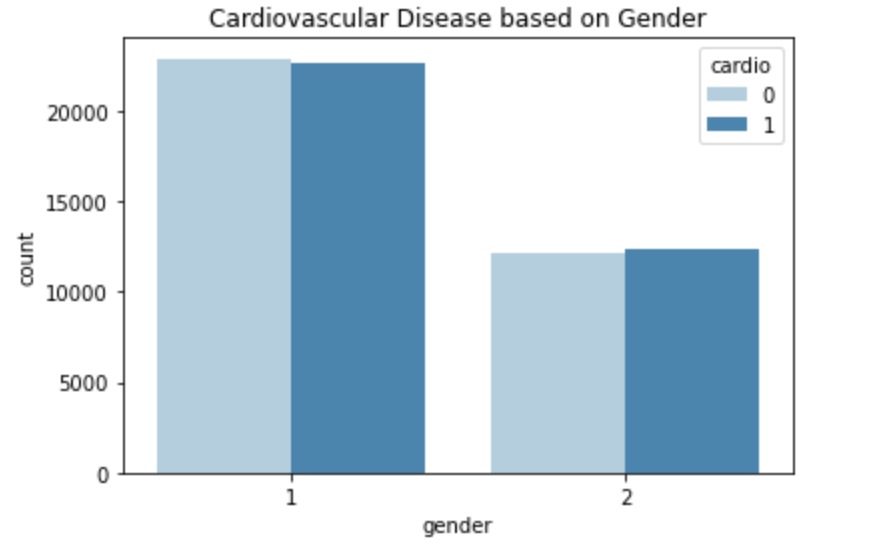 Cardiovascular Disease based on Gender
cardio
0
1
20000
15000
10000
5000
0
count
1
2
gender